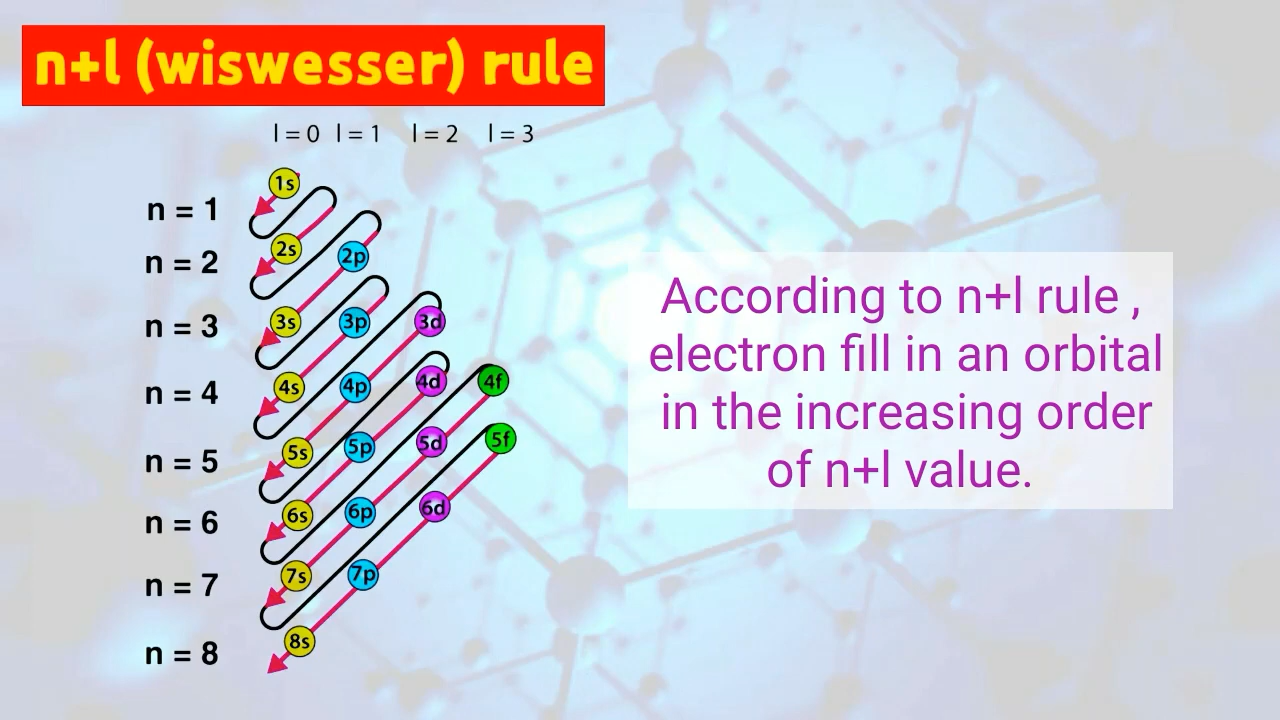 n+l (wiswesser) rule
l = 0 l = 1 l = 2 l = 3
1s
n = 1
2s
n = 2
2p
3s 3p 3d
n = 3
4s 4p 4d 4f
n = 4
5s 5p 5d 5f
n = 5
6s 6p 6d
n = 6
7s 7p
n = 7
8s
n = 8
According to n+l rule ,
electron fill in an orbital
in the increasing order
of n+l value.